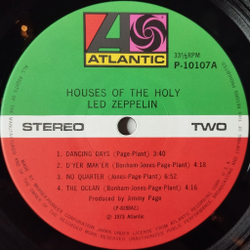 ATLANTIC
33⅓RPM
P-10107A
HOUSES OF THE HOLY
LED ZEPPELIN
STEREO TWO
1. DANCING DAYS (Page-Plant) 3:40
2. D'YER MAK'ER (Bonham-Jones-Page-Plant) 4:16
3. NO QUARTER (Jones-Page-Plant) 6:52
4. THE OCEAN (Bonham-Jones-Page-Plant) 4:16
Produced by Jimmy Page
℗ 1973 Atlantic